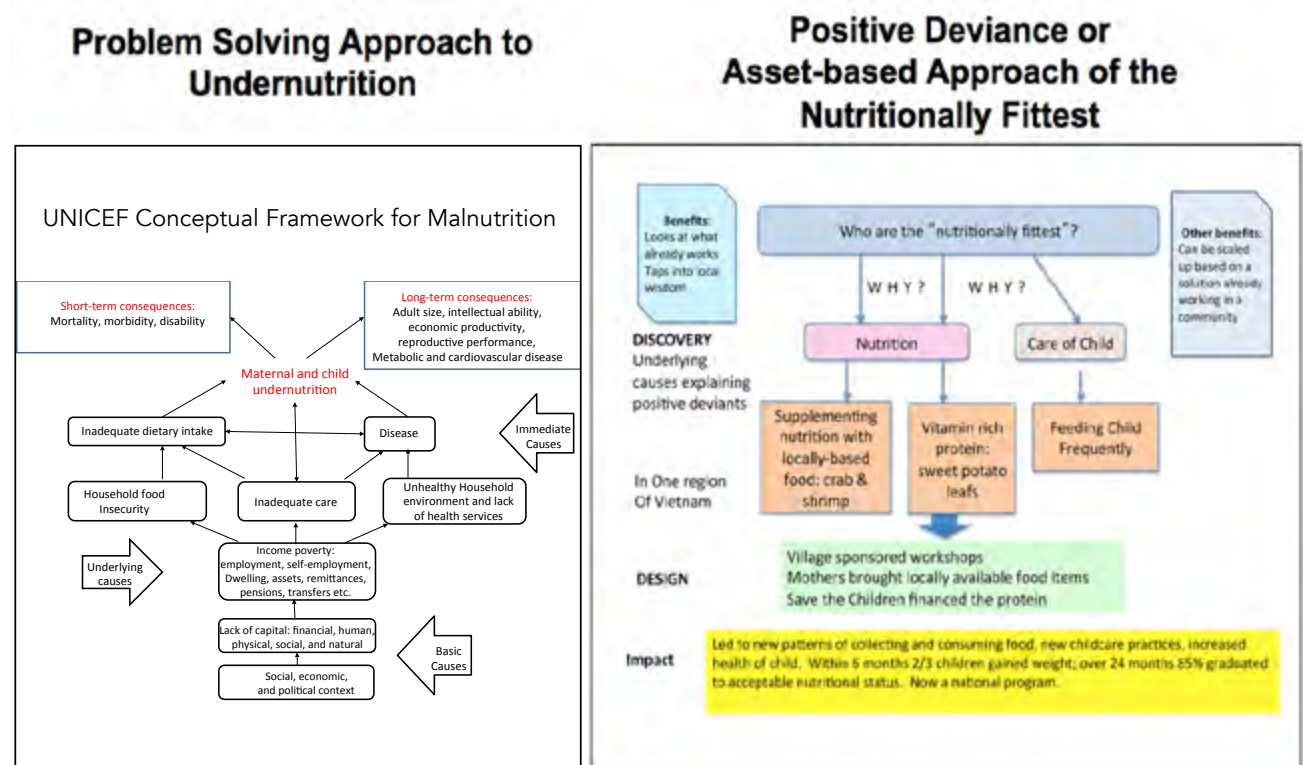 Problem Solving Approach to
Undernutrition
UNICEF Conceptual Framework for Malnutrition
Short-term consequences:
Mortality, morbidity, disability
Long-term consequences:
Adult size, intellectual ability,
economic productivity,
reproductive performance,
Metabolic and cardiovascular disease
Maternal and child
undernutrition
Inadequate dietary intake
Disease
Immediate
Causes
Household food
Insecurity
Inadequate care
Unhealthy Household
environment and lack
of health services
Underlying
causes
Income poverty:
employment, self-employment,
Dwelling, assets, remittances,
pensions, transfers etc.
Lack of capital: financial, human,
physical, social, and natural
Basic
Causes
Social, economic,
and political context
Positive Deviance or
Asset-based Approach of the
Nutritionally Fittest
Benefits:
Looks at what
already works
Taps into local
wisdom
Who are the "nutritionally fittest"?
Other benefits:
Can be scaled
up based on a
solution already
working in a
community
W H Y ?
W H Y ?
DISCOVERY
Underlying
causes explaining
positive deviants
Nutrition
Care of Child
Supplementing
nutrition with
locally-based
food: crab &
shrimp
Vitamin rich
protein:
sweet potato
leafs
Feeding Child
Frequently
In One region
Of Vietnam
DESIGN
Village sponsored workshops
Mothers brought locally available food items
Save the Children financed the protein
Impact
Led to new patterns of collecting and consuming food, new childcare practices, increased
health of child. Within 6 months 2/3 children gained weight; over 24 months 85% graduated
to acceptable nutritional status. Now a national program.